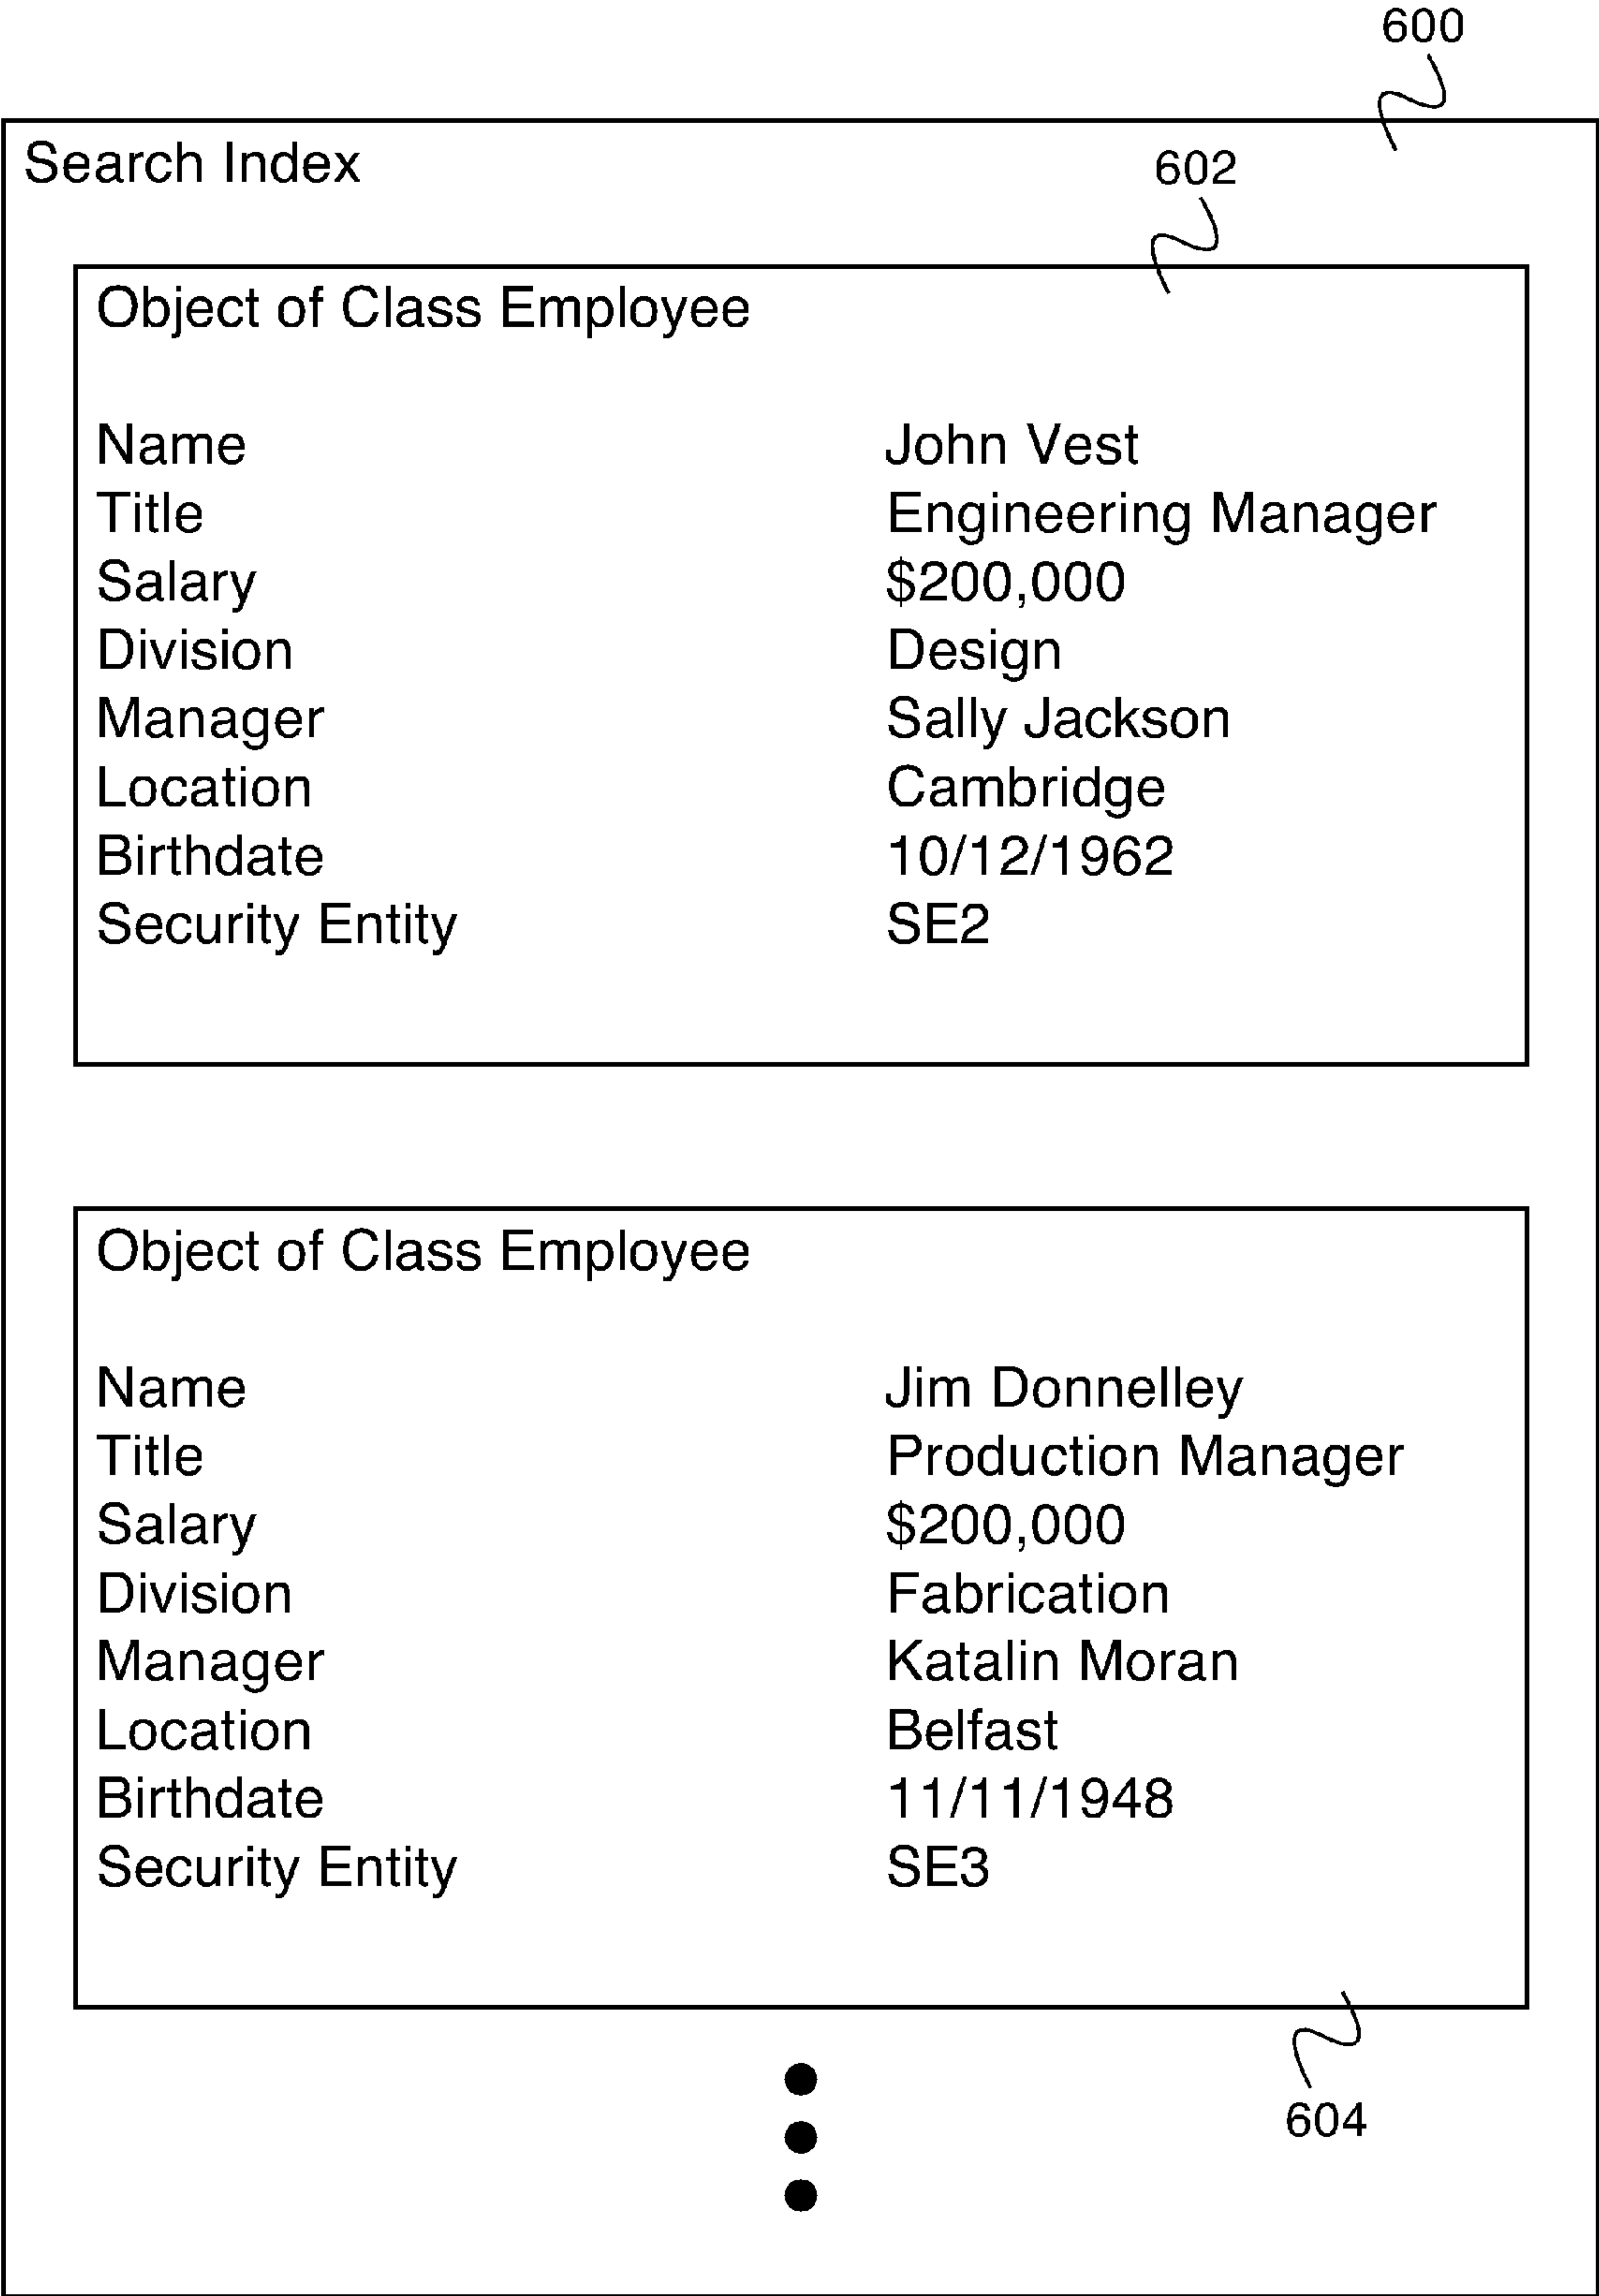 600
Search Index
602
Object of Class Employee
Name John Vest
Title Engineering Manager
Salary $200,000
Division Design
Manager Sally Jackson
Location Cambridge
Birthdate 10/12/1962
Security Entity SE2
Object of Class Employee
Name Jim Donnelley
Title Production Manager
Salary $200,000
Division Fabrication
Manager Katalin Moran
Location Belfast
Birthdate 11/11/1948
Security Entity SE3
604